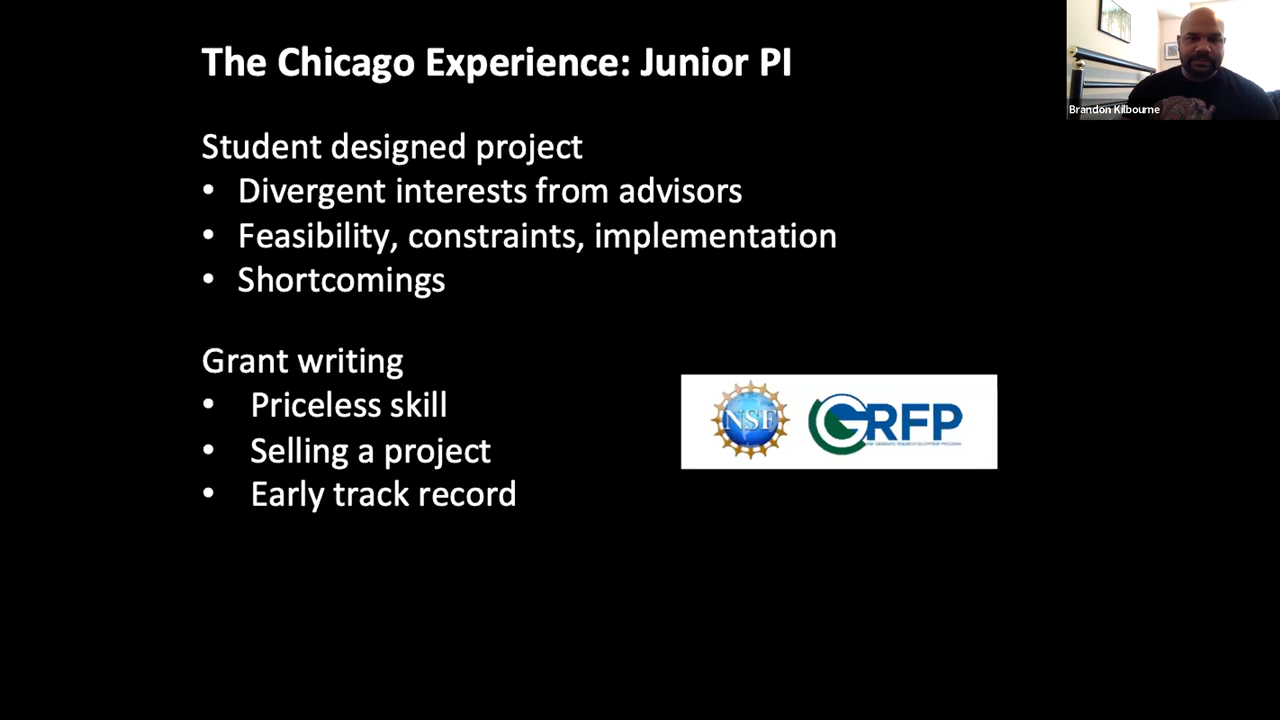 The Chicago Experience: Junior PI
Brandon Kilbourne
Student designed project
• Divergent interests from advisors
• Feasibility, constraints, implementation
• Shortcomings
Grant writing
• Priceless skill
• Selling a project
• Early track record
NSF
GRFP